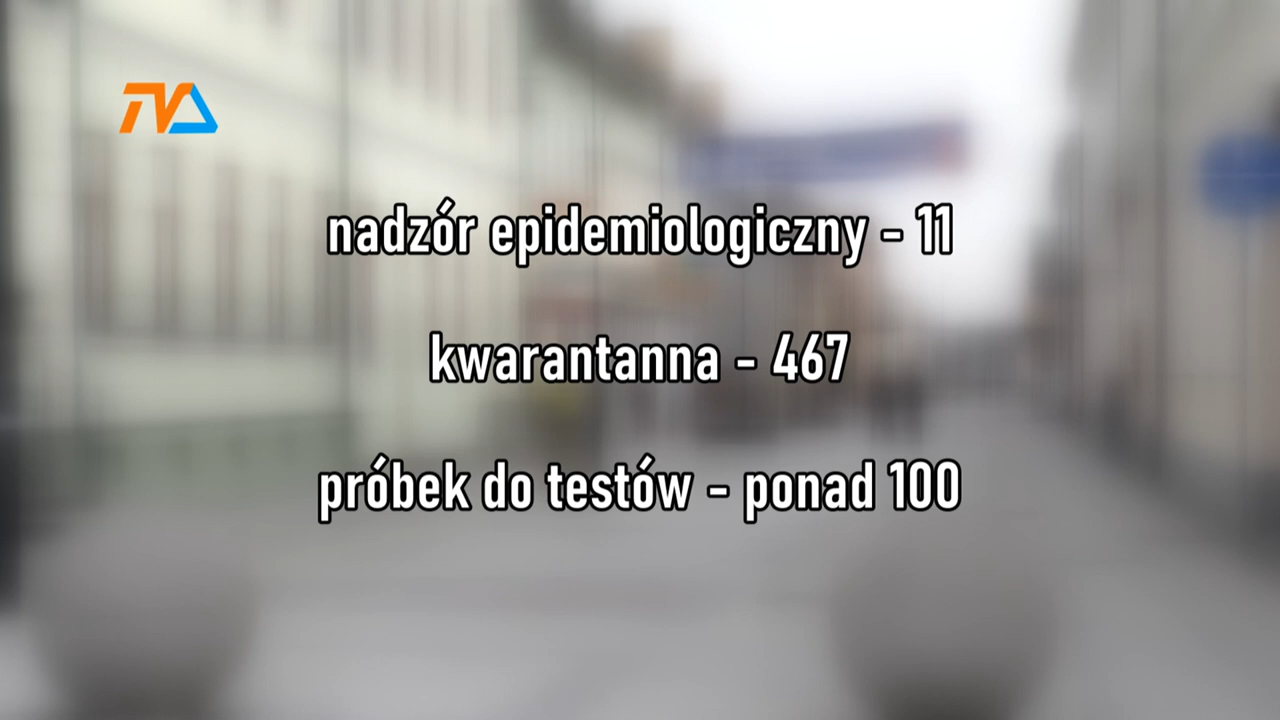 TVA
nadzór epidemiologiczny - 11
kwarantanna - 467
próbek do testów - ponad 100